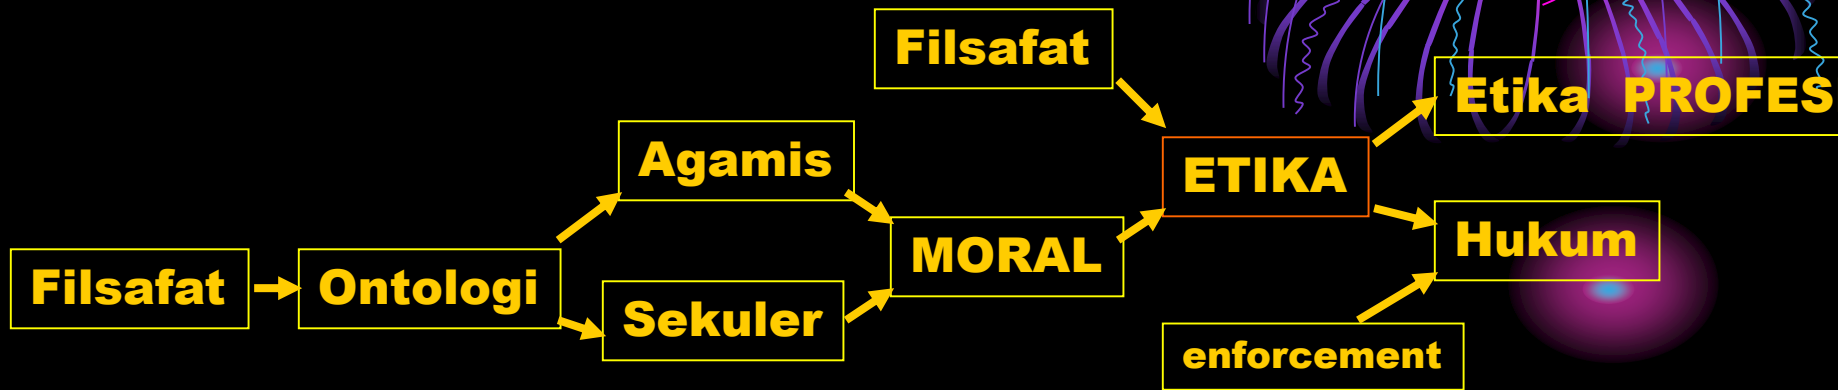 Filsafat
Etika PROFES
Agamis
ETIKA
MORAL
Hukum
Filsafat
Ontologi
Sekuler
enforcement